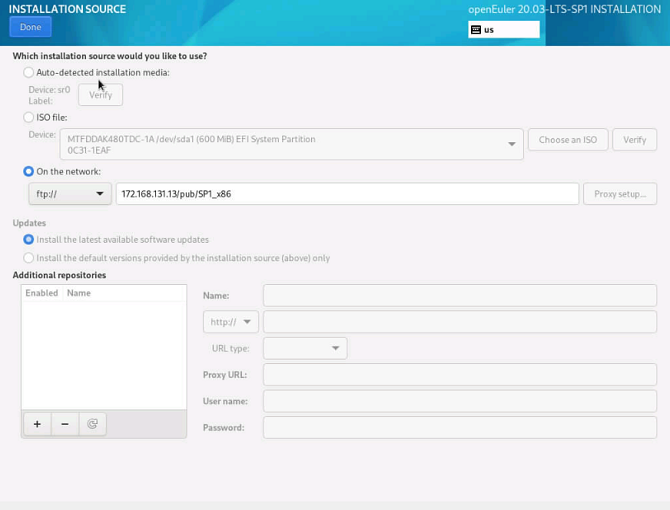 INSTALLATION SOURCE
openEuler 20.03-LTS-SP1 INSTALLATION
Done
us
Which installation source would you like to use?
Auto-detected installation media:
Device: sr0
Label:
Verify
ISO file:
Device:
MTFDDAK480TDC-1A /dev/sda1 (600 MiB) EFI System Partition
0C31-1EAF
Choose an ISO
Verify
On the network:
ftp://
172.168.131.13/pub/SP1_x86
Proxy setup...
Updates
Install the latest available software updates
Install the default versions provided by the installation source (above) only
Additional repositories
Enabled Name
Name:
http://
URL type:
Proxy URL:
User name:
Password: